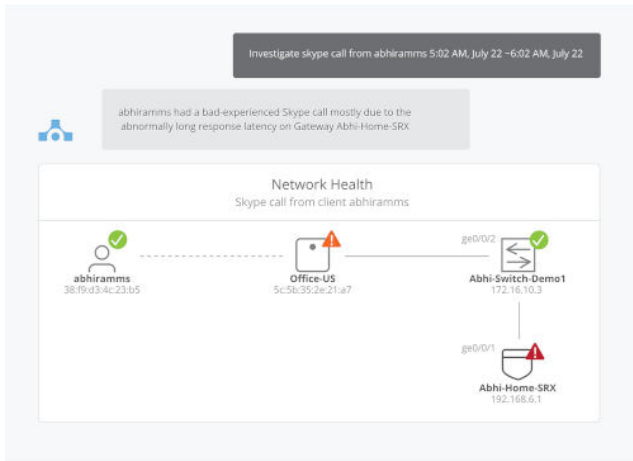 Investigate skype call from abhiramms 5:02 AM, July 22 ~6:02 AM, July 22
abhiramms had a bad-experienced Skype call mostly due to the
abnormally long response latency on Gateway Abhi-Home-SRX
Network Health
Skype call from client abhiramms
abhiramms
38:f9:d3:4c:23:b5
Office-US
5c:5b:35:2e:21:a7
ge0/0/2
Abhi-Switch-Demo1
172.16.10.3
ge0/0/1
Abhi-Home-SRX
192.168.6.1